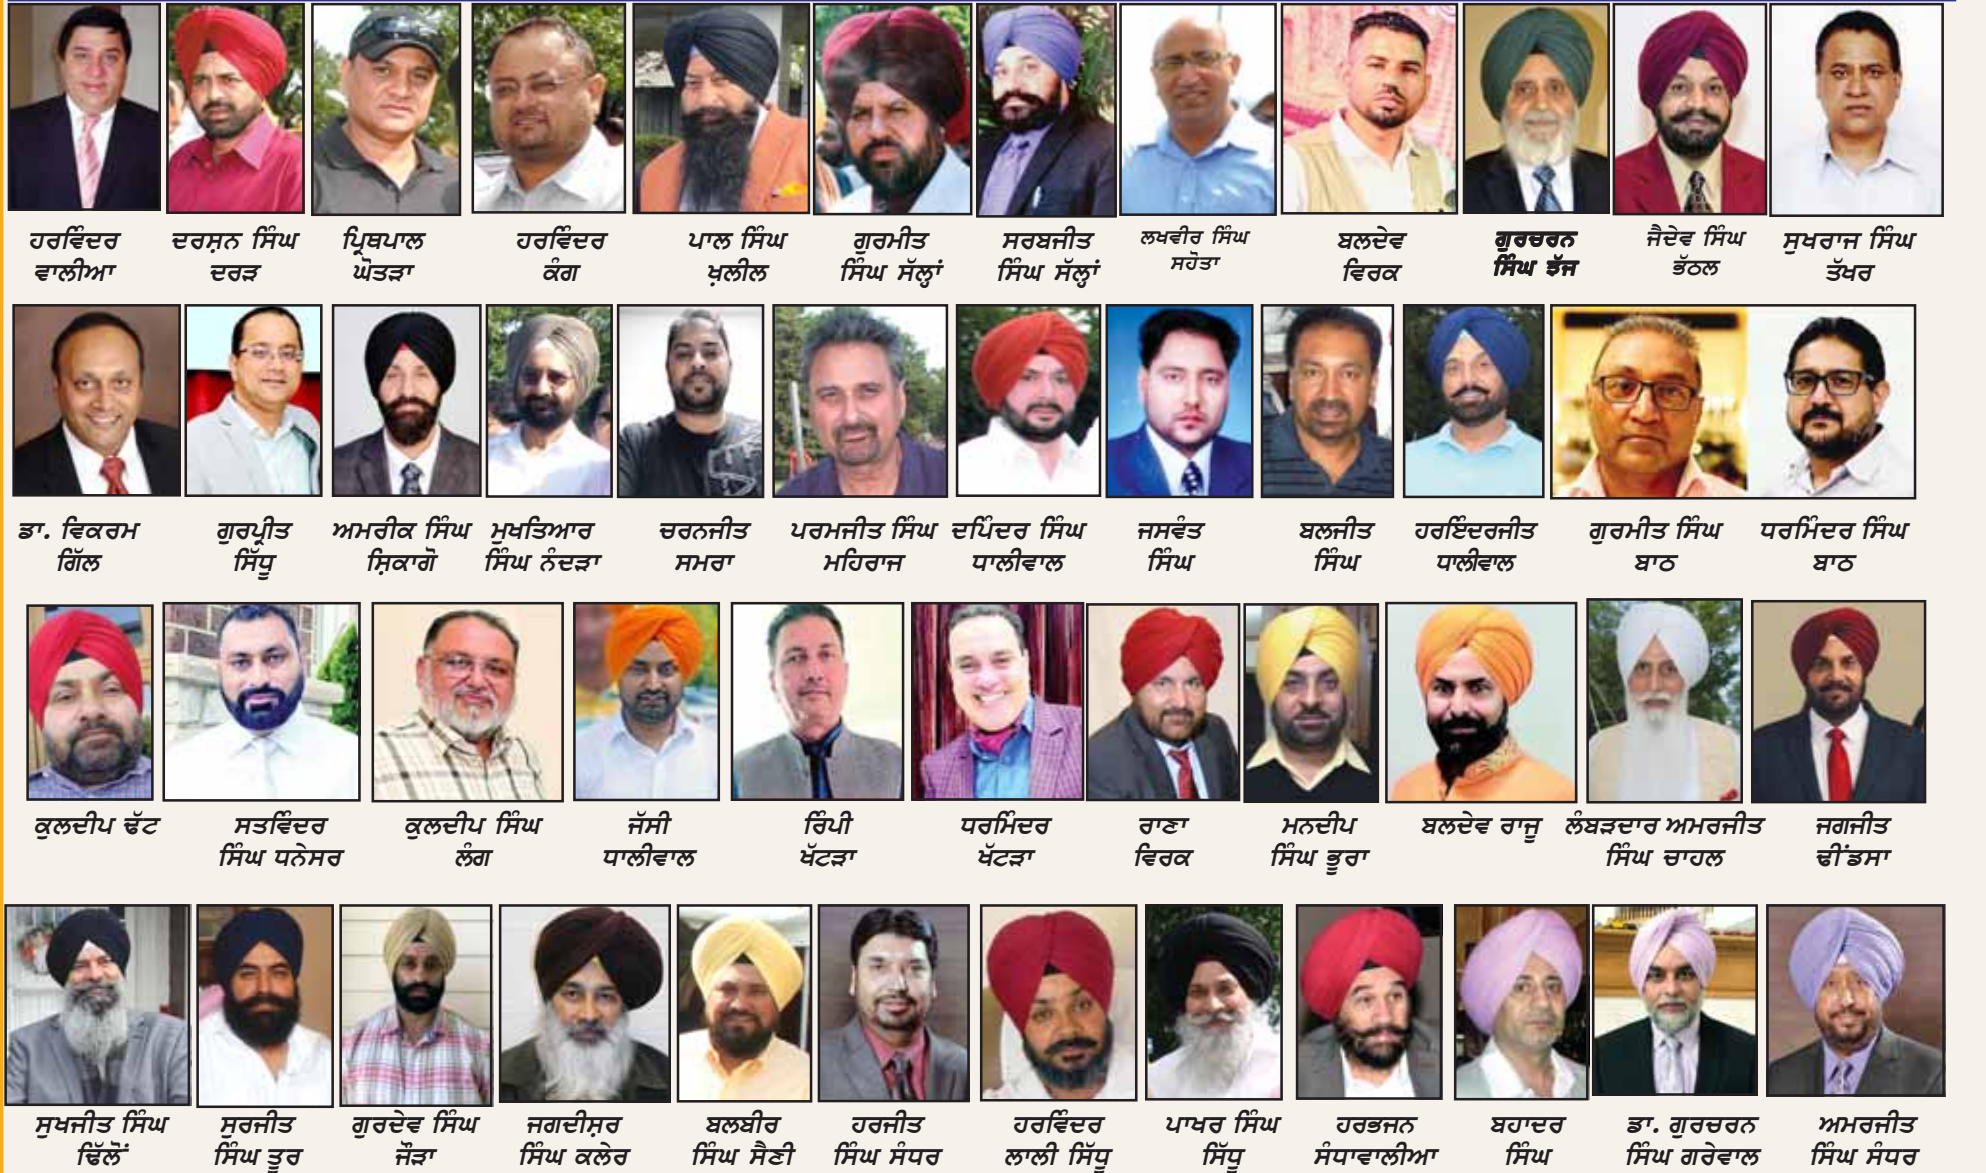 ਹਰਵਿੰਦਰ ਵਾਲੀਆ
ਦਰਸ਼ਨ ਸਿੰਘ ਦਰੜ
ਪ੍ਰਿਥਪਾਲ ਘੋਤੜਾ
ਹਰਵਿੰਦਰ ਕੰਗ
ਪਾਲ ਸਿੰਘ ਖ਼ਲੀਲ
ਗੁਰਮੀਤ ਸਿੰਘ ਸੱਲ੍ਹਾਂ
ਸਰਬਜੀਤ ਸਿੰਘ ਸੱਲ੍ਹਾਂ
ਲਖਵੀਰ ਸਿੰਘ ਸਹੋਤਾ
ਬਲਦੇਵ ਵਿਰਕ
ਗੁਰਚਰਨ ਸਿੰਘ ਝੱਜ
ਜੈਦੇਵ ਸਿੰਘ ਭੱਠਲ
ਸੁਖਰਾਜ ਸਿੰਘ ਤੱਖਰ
ਡਾ. ਵਿਕਰਮ ਗਿੱਲ
ਗੁਰਪ੍ਰੀਤ ਸਿੱਧੂ
ਅਮਰੀਕ ਸਿੰਘ ਸ਼ਿਕਾਗੋ
ਮੁਖਤਿਆਰ ਸਿੰਘ ਨੰਦੜਾ
ਚਰਨਜੀਤ ਸਮਰਾ
ਪਰਮਜੀਤ ਸਿੰਘ ਮਹਿਰਾਜ
ਦਪਿੰਦਰ ਸਿੰਘ ਧਾਲੀਵਾਲ
ਜਸਵੰਤ ਸਿੰਘ
ਬਲਜੀਤ ਸਿੰਘ
ਹਰਇੰਦਰਜੀਤ ਧਾਲੀਵਾਲ
ਗੁਰਮੀਤ ਸਿੰਘ ਬਾਠ
ਧਰਮਿੰਦਰ ਸਿੰਘ ਬਾਠ
ਕੁਲਦੀਪ ਢੱਟ
ਸਤਵਿੰਦਰ ਸਿੰਘ ਧਨੇਸਰ
ਕੁਲਦੀਪ ਸਿੰਘ ਲੰਗ
ਜੱਸੀ ਧਾਲੀਵਾਲ
ਰਿੰਪੀ ਖੱਟੜਾ
ਧਰਮਿੰਦਰ ਖੱਟੜਾ
ਰਾਣਾ ਵਿਰਕ
ਮਨਦੀਪ ਸਿੰਘ ਭੂਰਾ
ਬਲਦੇਵ ਰਾਜੂ
ਲੰਬੜਦਾਰ ਅਮਰਜੀਤ ਸਿੰਘ ਚਾਹਲ
ਜਗਜੀਤ ਢੀਂਡਸਾ
ਸੁਖਜੀਤ ਸਿੰਘ ਢਿੱਲੋਂ
ਸੁਰਜੀਤ ਸਿੰਘ ਤੂਰ
ਗੁਰਦੇਵ ਸਿੰਘ ਜੌੜਾ
ਜਗਦੀਸ਼ਰ ਸਿੰਘ ਕਲੇਰ
ਬਲਬੀਰ ਸਿੰਘ ਸੈਣੀ
ਹਰਜੀਤ ਸਿੰਘ ਸੰਧਰ
ਹਰਵਿੰਦਰ ਲਾਲੀ ਸਿੱਧੂ
ਪਾਖਰ ਸਿੰਘ ਸਿੱਧੂ
ਹਰਭਜਨ ਸੰਧਾਵਾਲੀਆ
ਬਹਾਦਰ ਸਿੰਘ
ਡਾ. ਗੁਰਚਰਨ ਸਿੰਘ ਗਰੇਵਾਲ
ਅਮਰਜੀਤ ਸਿੰਘ ਸੰਧਰ